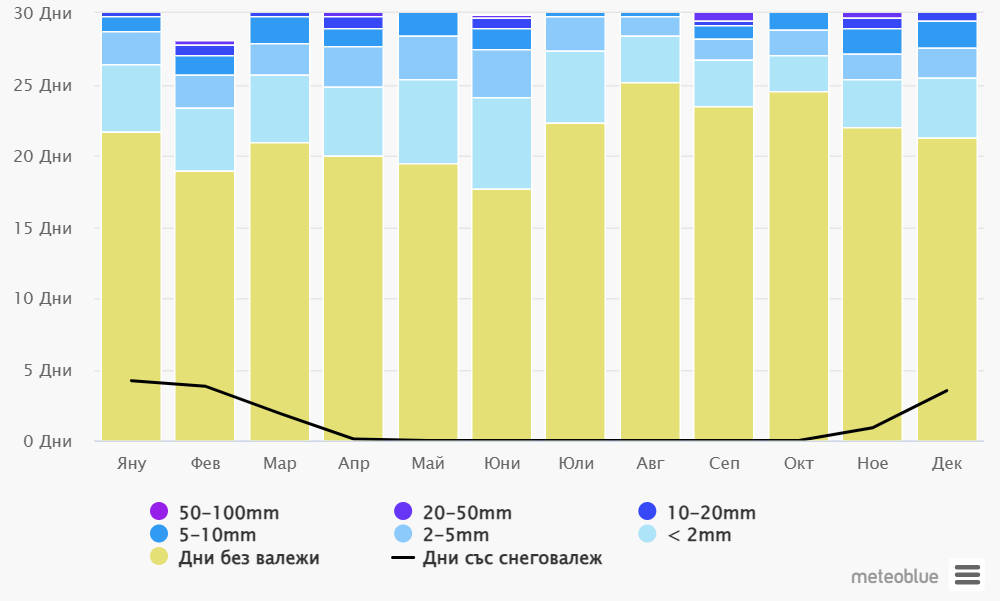 30 Дни
25 Дни
20 Дни
15 Дни
10 Дни
5 Дни
0 Дни
Яну Фев Мар Апр Май Юни Юли Авг Сеп Окт Ное Дек
50-100mm 20-50mm 10-20mm
5-10mm 2-5mm < 2mm
Дни без валежи Дни със снеговалеж
meteoblue